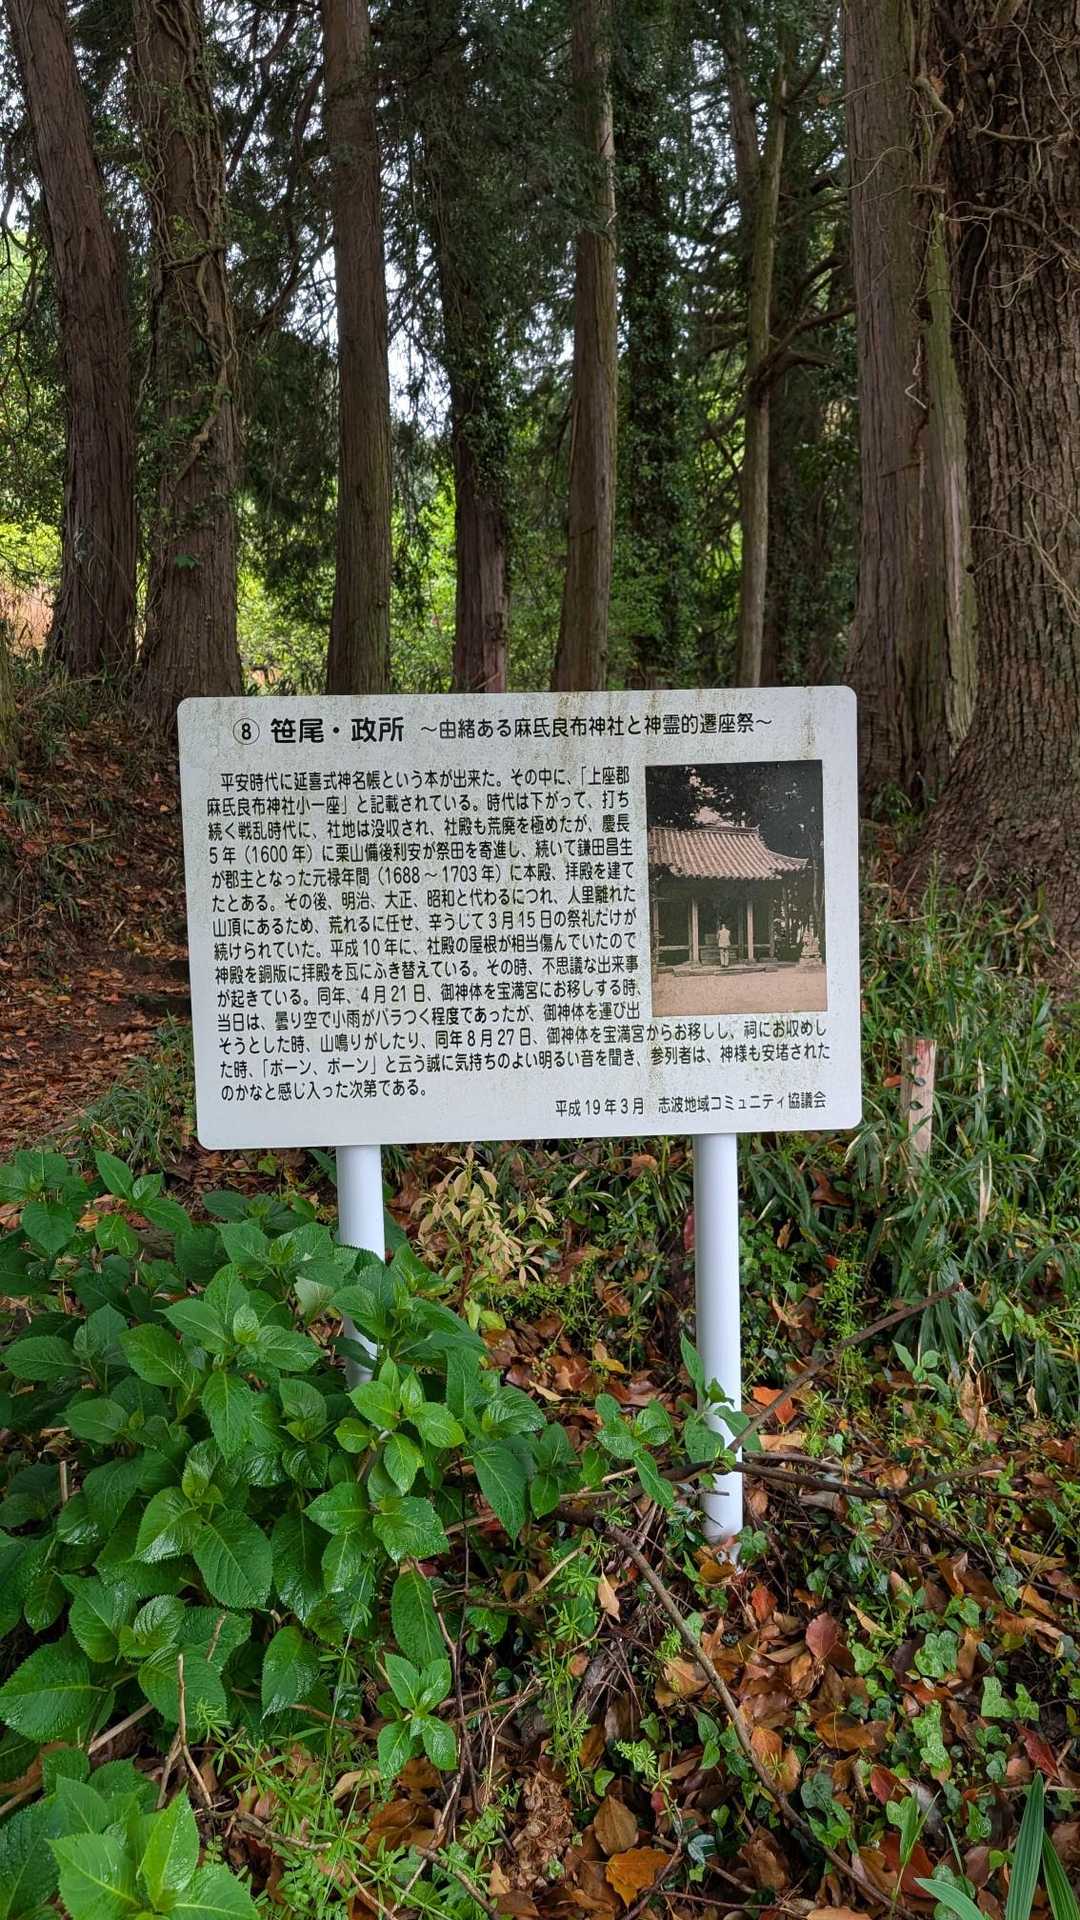 ⑧ 笹尾・政所 ～由緒ある麻氐良布神社と神霊的遷座祭～
平安時代に延喜式神名帳という本が出来た。その中に、「上座郡
麻氐良布神社小一座」と記載されている。時代は下がって、打ち
続く戦乱時代に、社地は没収され、社殿も荒廃を極めたが、慶長
5年（1600年）に栗山備後利安が祭田を寄進し、続いて鎌田昌生
が郡主となった元禄年間（1688～1703年）に本殿、拝殿を建て
たとある。その後、明治、大正、昭和と代わるにつれ、人里離れた
山頂にあるため、荒れるに任せ、辛うじて3月15日の祭礼だけが
続けられていた。平成10年に、社殿の屋根が相当傷んでいたので
神殿を銅版に拝殿を瓦にふき替えている。その時、不思議な出来事
が起きている。同年、4月21日、御神体を宝満宮にお移しする時、
当日は、曇り空で小雨がパラつく程度であったが、御神体を運び出
そうとした時、山鳴りがしたり、同年8月27日、御神体を宝満宮からお移しし、祠にお収めし
た時、「ボーン、ボーン」と云う誠に気持ちのよい明るい音を聞き、参列者は、神様も安堵された
のかなと感じ入った次第である。
平成19年3月 志波地域コミュニティ協議会